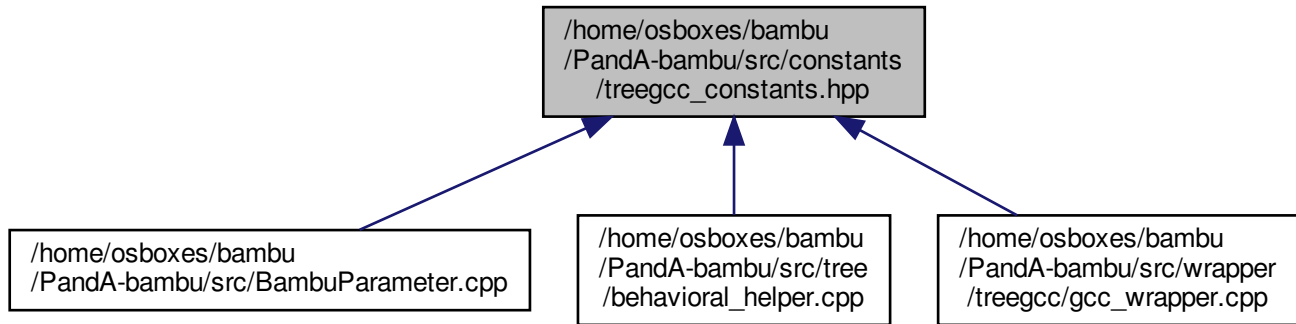 /home/osboxes/bambu
/PandA-bambu/src/constants
/treegcc_constants.hpp
/home/osboxes/bambu
/PandA-bambu/src/BambuParameter.cpp
/home/osboxes/bambu
/PandA-bambu/src/tree
/behavioral_helper.cpp
/home/osboxes/bambu
/PandA-bambu/src/wrapper
/treegcc/gcc_wrapper.cpp